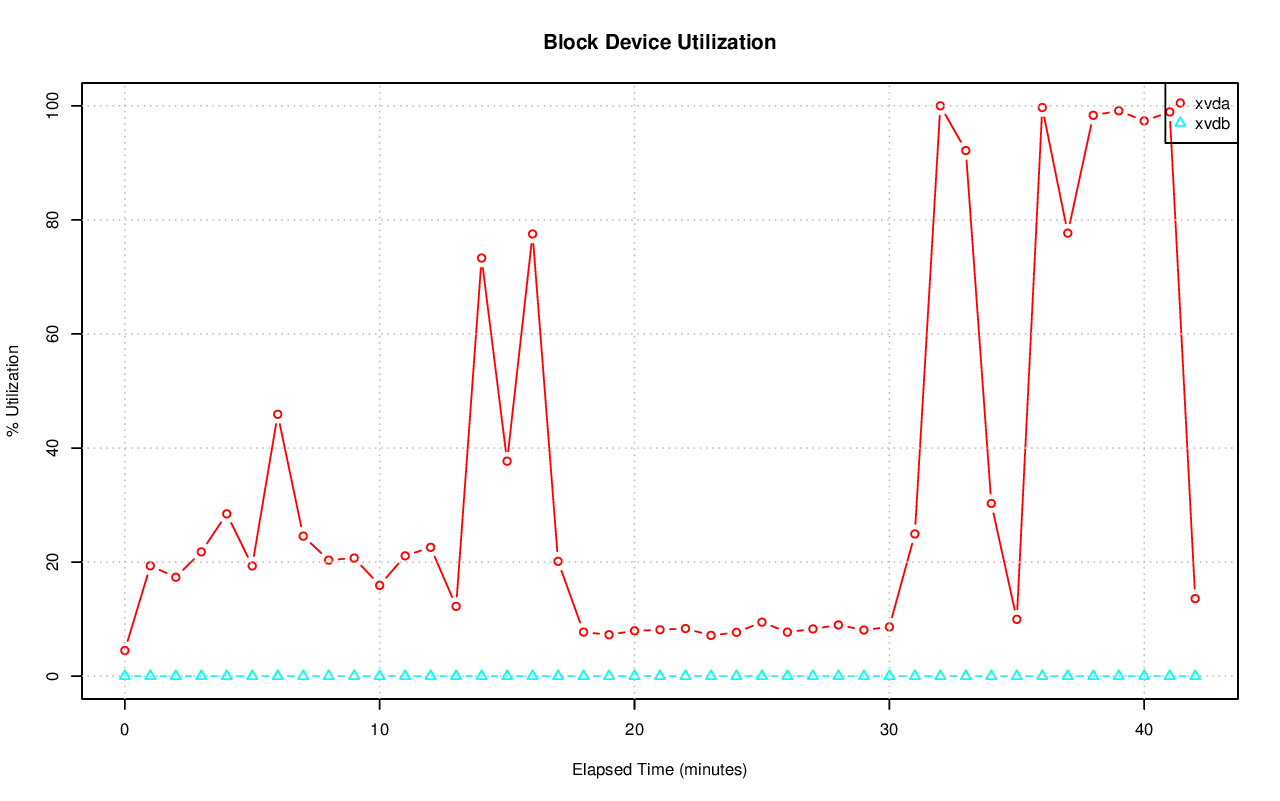 Block Device Utilization
xvda
xvdb
100
80
60
40
20
0
% Utilization
0 10 20 30 40
Elapsed Time (minutes)